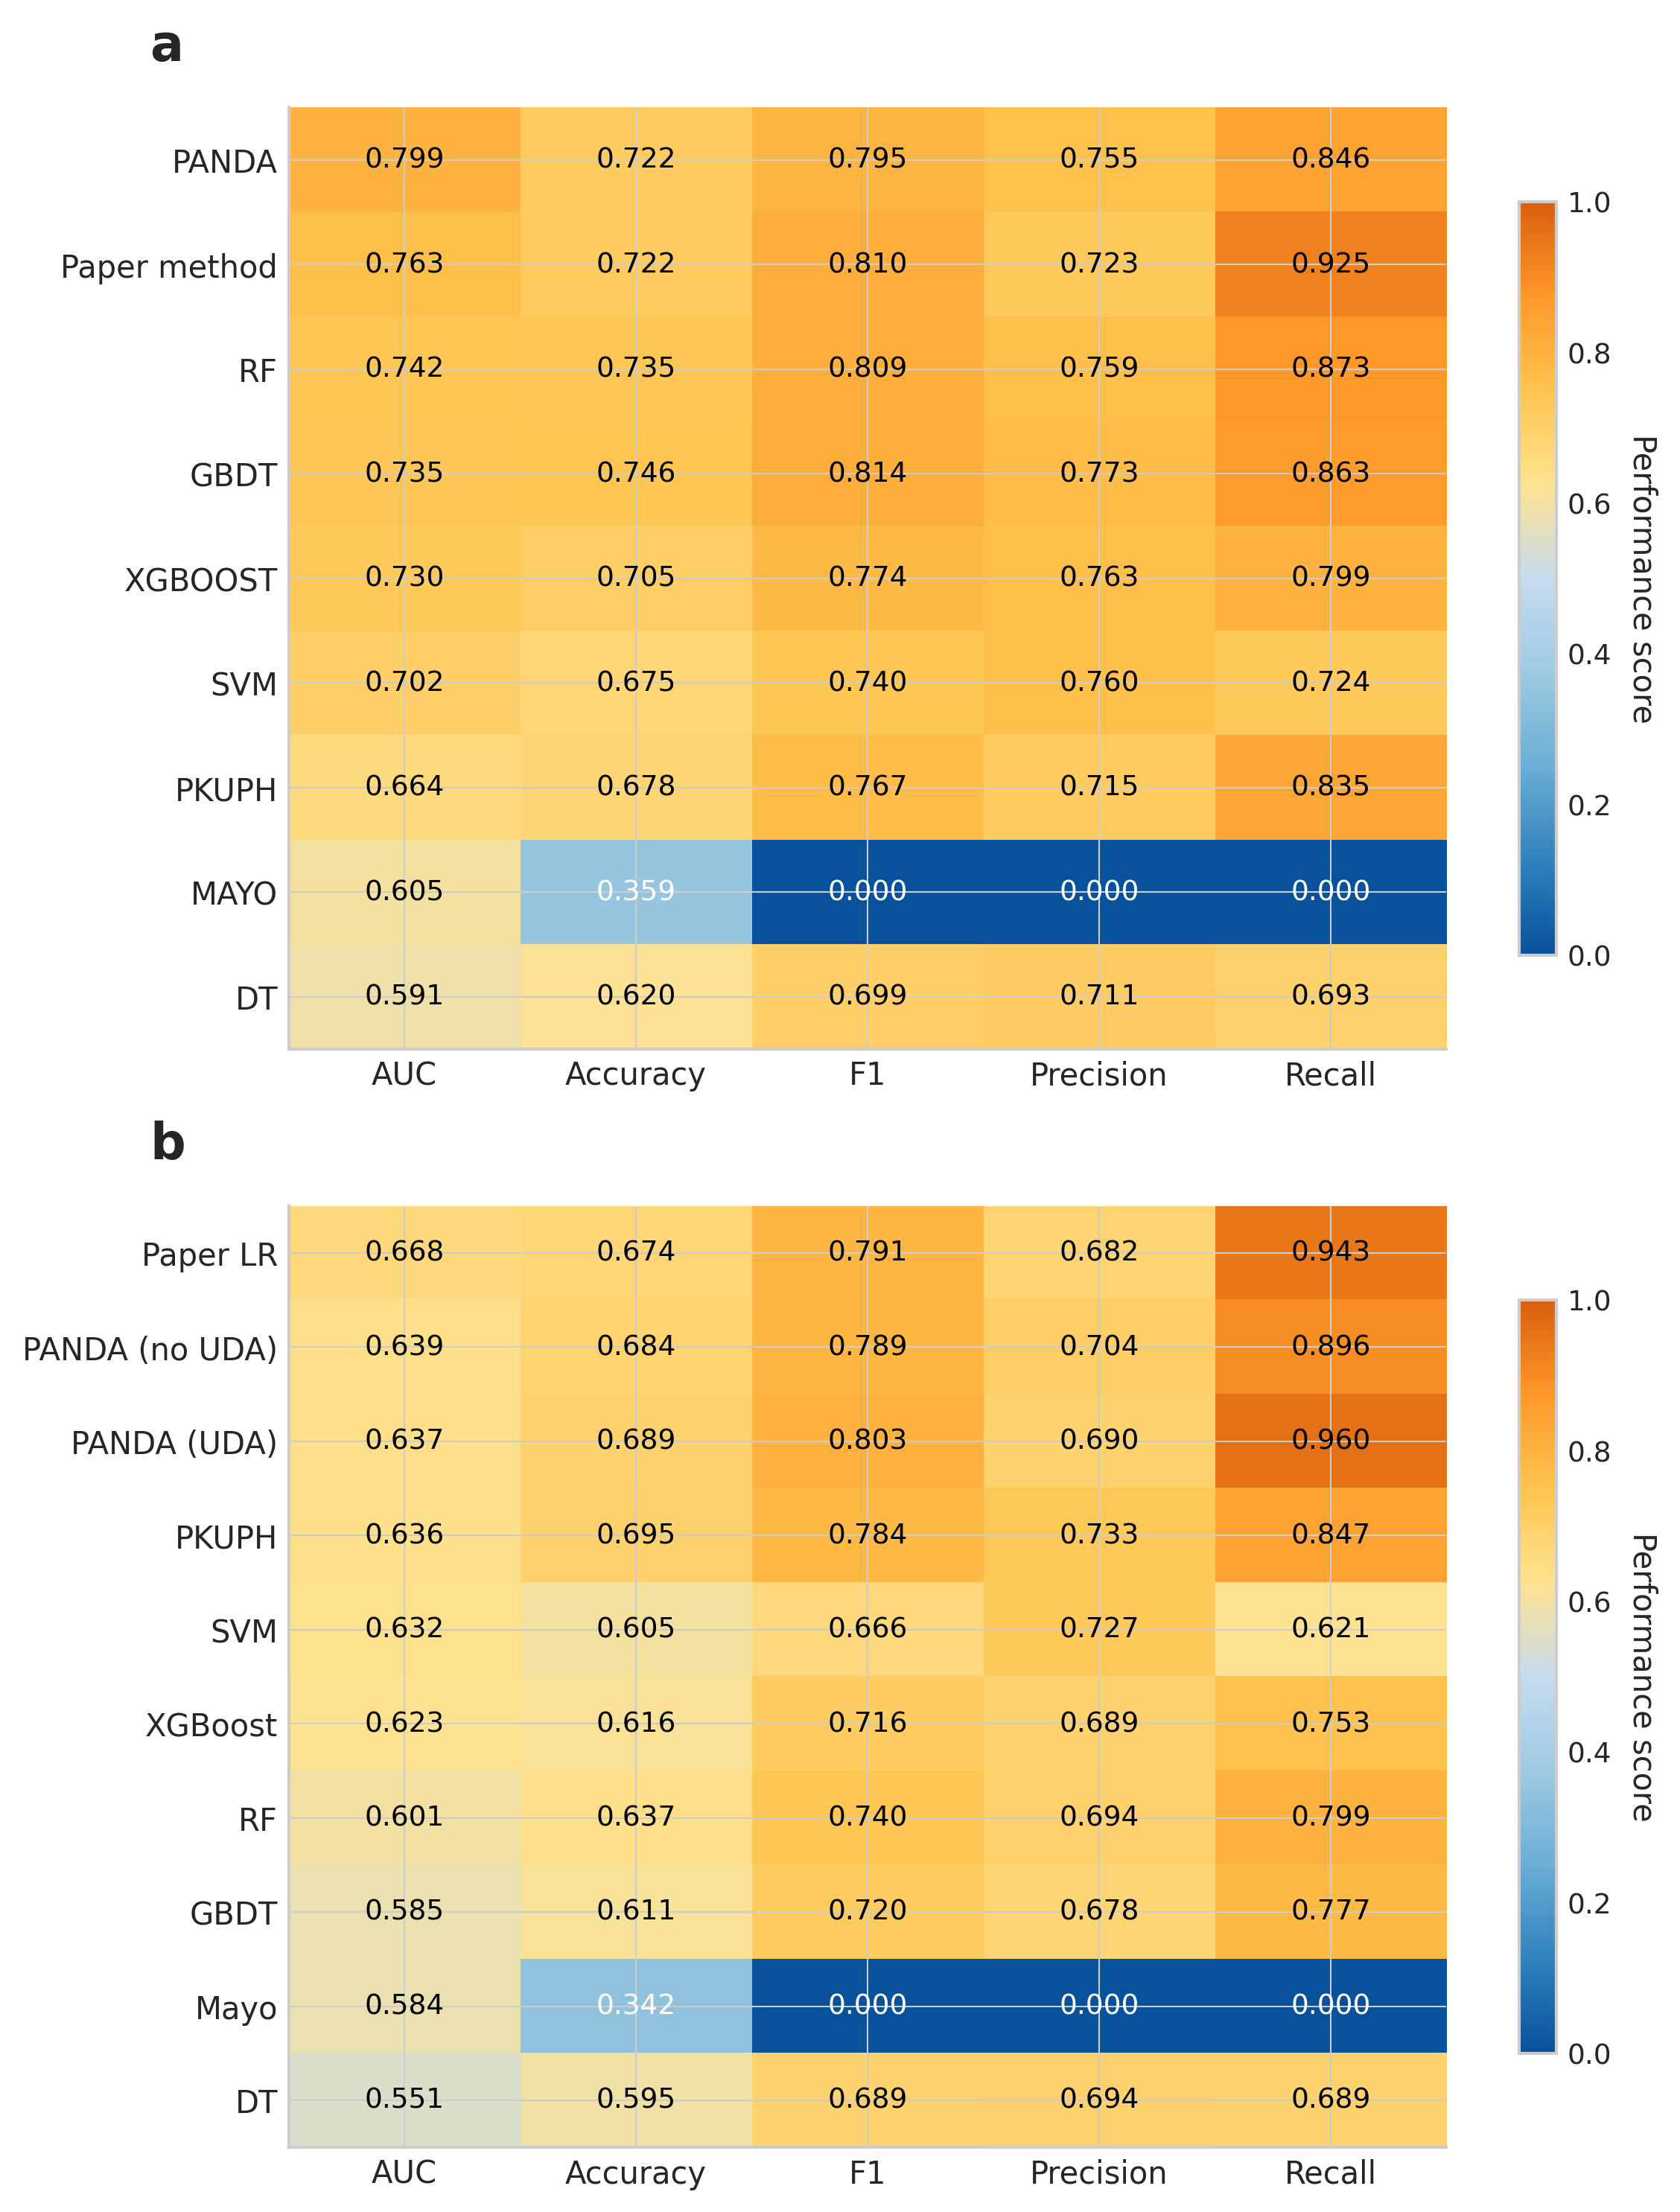 a
PANDA 0.799 0.722 0.795 0.755 0.846
Paper method 0.763 0.722 0.810 0.723 0.925
RF 0.742 0.735 0.809 0.759 0.873
GBDT 0.735 0.746 0.814 0.773 0.863
XGBOOST 0.730 0.705 0.774 0.763 0.799
SVM 0.702 0.675 0.740 0.760 0.724
PKUPH 0.664 0.678 0.767 0.715 0.835
MAYO 0.605 0.359 0.000 0.000 0.000
DT 0.591 0.620 0.699 0.711 0.693
AUC Accuracy F1 Precision Recall
1.0
0.8
0.6
0.4
0.2
0.0
Performance score
b
Paper LR 0.668 0.674 0.791 0.682 0.943
PANDA (no UDA) 0.639 0.684 0.789 0.704 0.896
PANDA (UDA) 0.637 0.689 0.803 0.690 0.960
PKUPH 0.636 0.695 0.784 0.733 0.847
SVM 0.632 0.605 0.666 0.727 0.621
XGBoost 0.623 0.616 0.716 0.689 0.753
RF 0.601 0.637 0.740 0.694 0.799
GBDT 0.585 0.611 0.720 0.678 0.777
Mayo 0.584 0.342 0.000 0.000 0.000
DT 0.551 0.595 0.689 0.694 0.689
AUC Accuracy F1 Precision Recall
1.0
0.8
0.6
0.4
0.2
0.0
Performance score